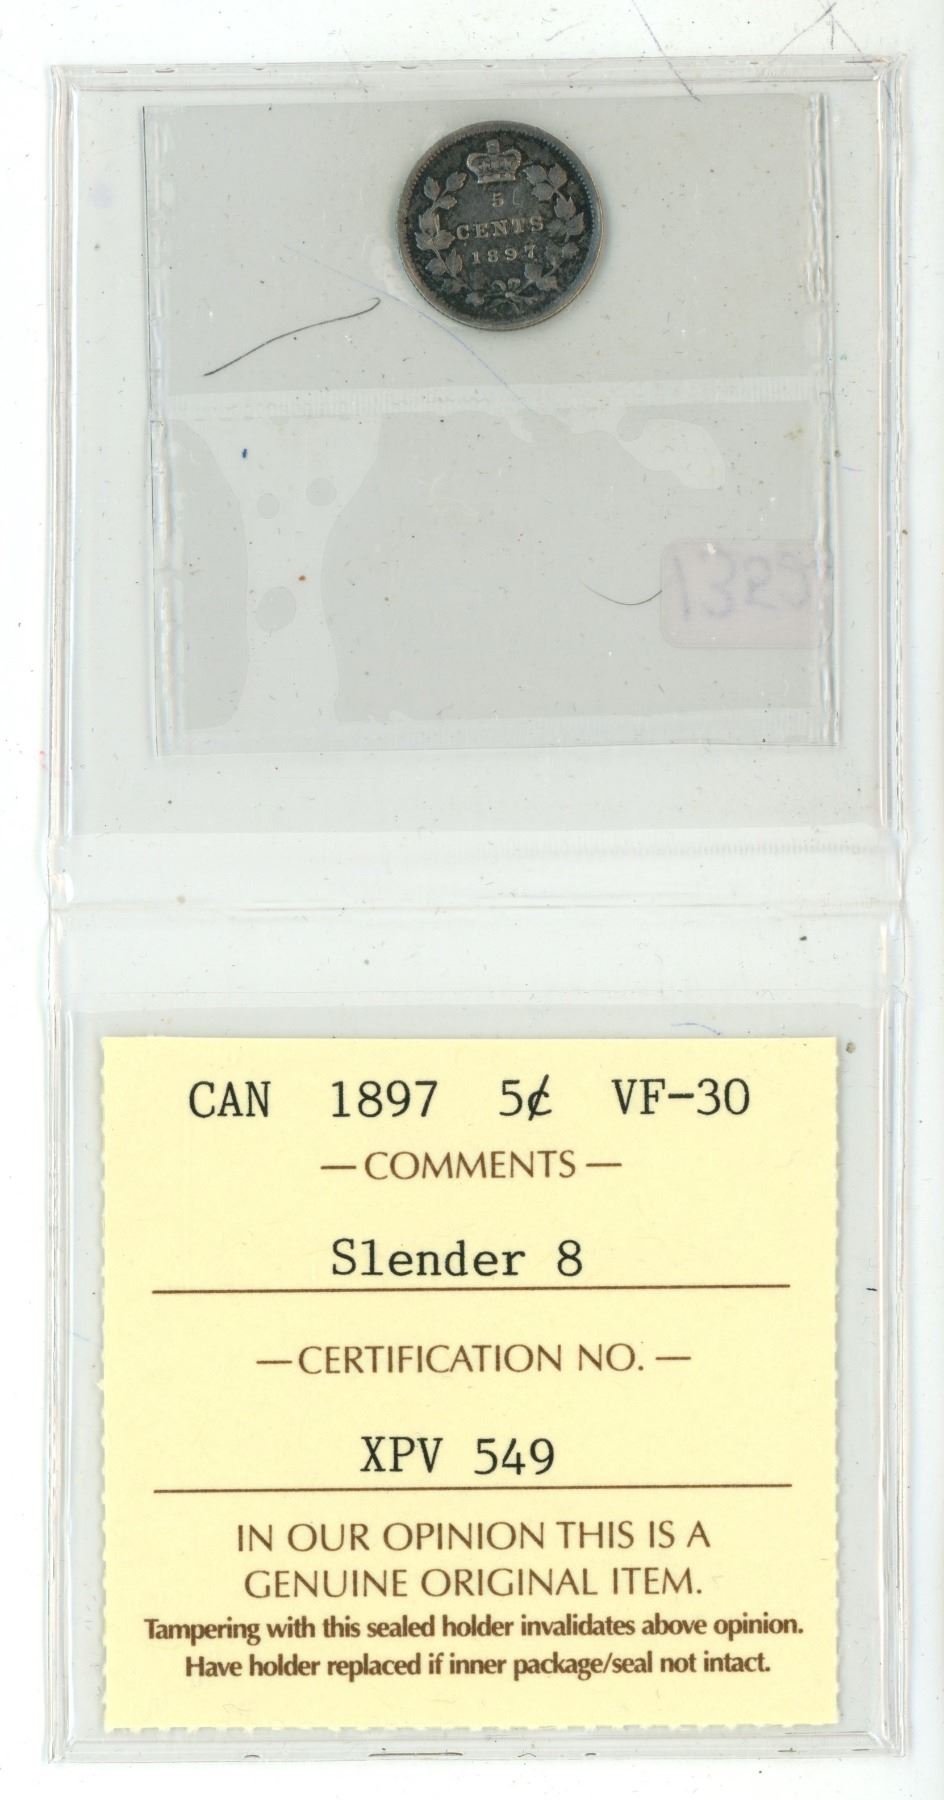 5
CENTS
1897
CAN 1897 5¢ VF-30
— COMMENTS —
Slender 8
— CERTIFICATION NO. —
XPV 549
IN OUR OPINION THIS IS A
GENUINE ORIGINAL ITEM.
Tampering with this sealed holder invalidates above opinion.
Have holder replaced if inner package/seal not intact.